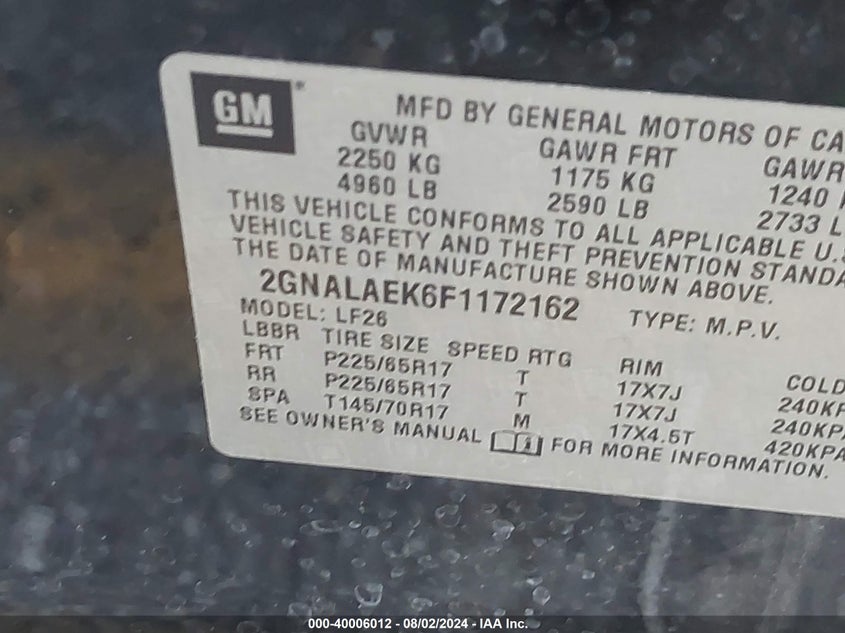 GM
MFD BY GENERAL MOTORS OF CA
GVWR GAWR FRT GAWR
2250 KG 1175 KG 1240
4960 LB 2590 LB 2733 L
THIS VEHICLE CONFORMS TO ALL APPLICABLE U.S
VEHICLE SAFETY AND THEFT PREVENTION STANDA
THE DATE OF MANUFACTURE SHOWN ABOVE.
2GNALAEK6F1172162 TYPE: M.P.V.
MODEL: LF26
LBBR TIRE SIZE SPEED RTG RIM COLD
FRT P225/65R17 T 17X7J 240KP
RR P225/65R17 T 17X7J 240KPA
SPA T145/70R17 M 17X4.5T 420KPA
SEE OWNER'S MANUAL FOR MORE INFORMATION.
000-40006012 - 08/02/2024 - IAA Inc.